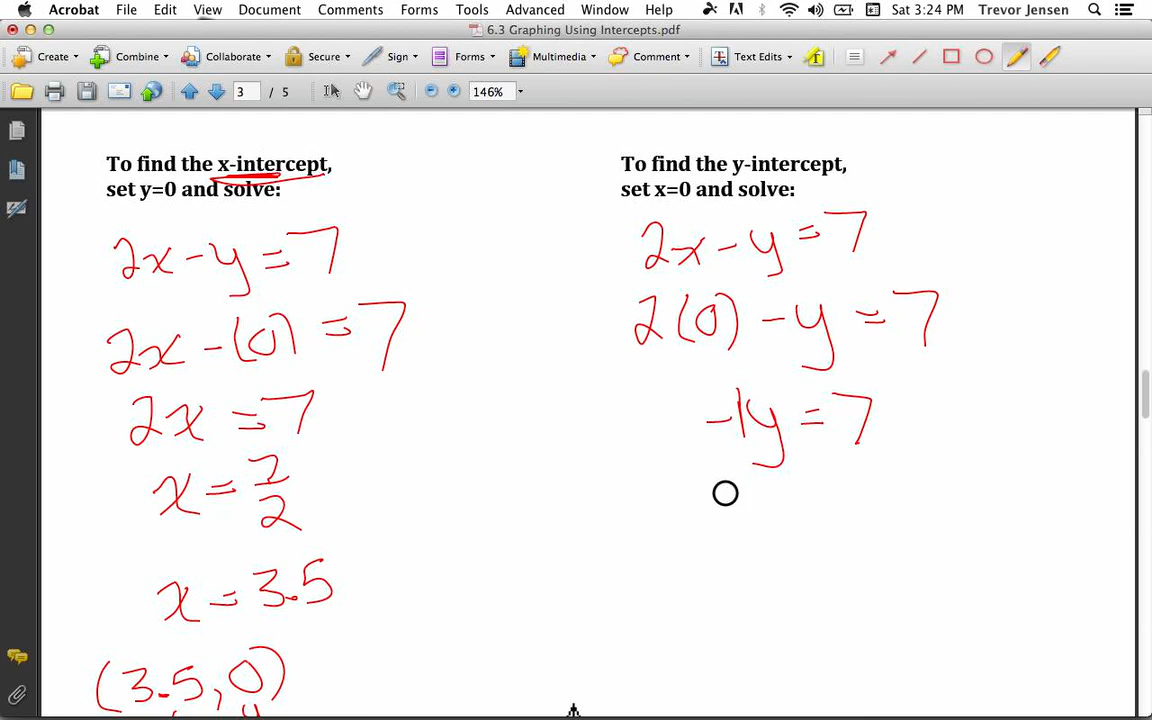 Acrobat File Edit View Document Comments Forms Tools Advanced Window Help Sat 3:24 PM Trevor Jensen
6.3 Graphing Using Intercepts.pdf
Create Combine Collaborate Secure Sign Forms Multimedia Comment Text Edits
3 / 5 146%
To find the x-intercept,
set y=0 and solve:
2x - y = 7
2x - (0) = 7
2x = 7
x = 7/2
x = 3.5
(3.5, 0)
To find the y-intercept,
set x=0 and solve:
2x - y = 7
2(0) - y = 7
-1y = 7